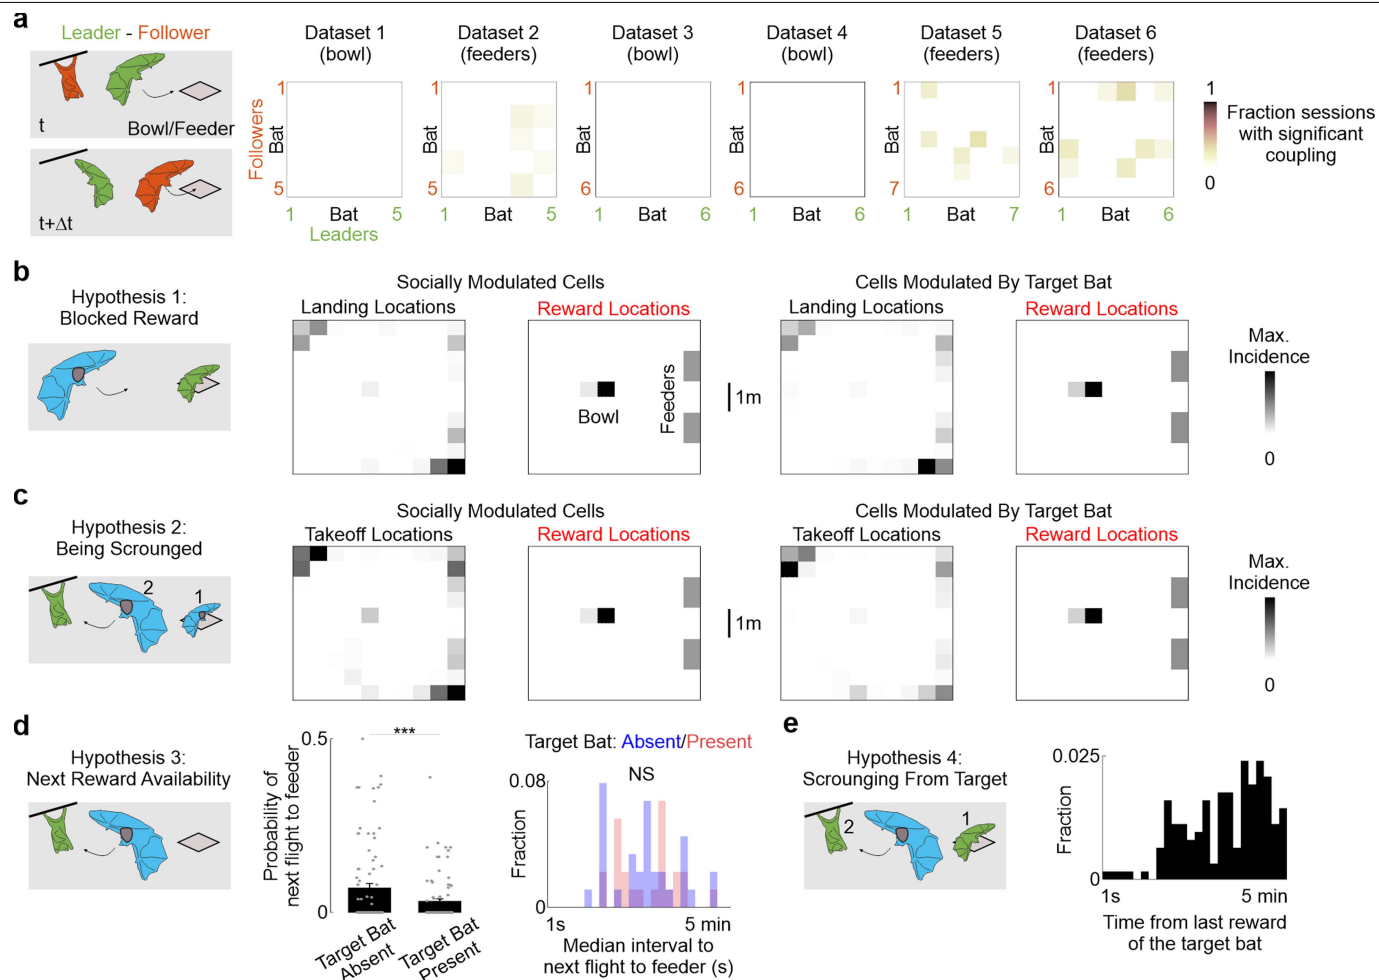 a
Leader - Follower
t
Bowl/Feeder
t+Δt
Dataset 1
(bowl)
Dataset 2
(feeders)
Dataset 3
(bowl)
Dataset 4
(bowl)
Dataset 5
(feeders)
Dataset 6
(feeders)
Followers
Bat
1
5
1
Bat
5
Leaders
Bat
1
5
1
Bat
5
Bat
1
6
1
Bat
6
Bat
1
6
1
Bat
6
Bat
1
7
1
Bat
7
Bat
1
6
1
Bat
6
1
0
Fraction sessions
with significant
coupling
b
Hypothesis 1:
Blocked Reward
Socially Modulated Cells
Landing Locations
Reward Locations
Bowl
Feeders
1m
Cells Modulated By Target Bat
Landing Locations
Reward Locations
Max.
Incidence
0
c
Hypothesis 2:
Being Scrounged
2
1
Socially Modulated Cells
Takeoff Locations
Reward Locations
1m
Cells Modulated By Target Bat
Takeoff Locations
Reward Locations
Max.
Incidence
0
d
Hypothesis 3:
Next Reward Availability
Probability of
next flight to feeder
0.5
0
***
Target Bat
Absent
Target Bat
Present
Target Bat: Absent/Present
NS
Fraction
0.08
0
1s
5 min
Median interval to
next flight to feeder (s)
e
Hypothesis 4:
Scrounging From Target
2
1
Fraction
0.025
0
1s
5 min
Time from last reward
of the target bat